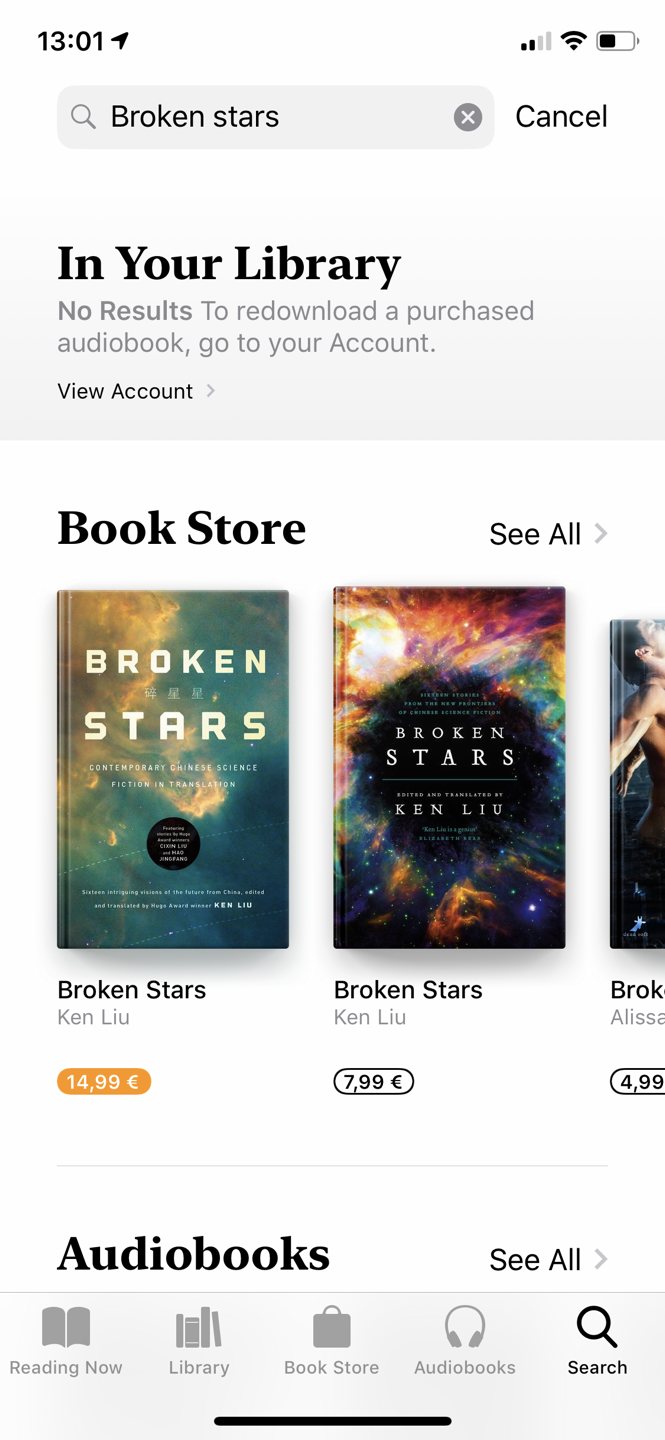 13:01
Broken stars
Cancel
In Your Library
No Results To redownload a purchased
audiobook, go to your Account.
View Account
Book Store
See All
BROKEN
碎星星
STARS
CONTEMPORARY CHINESE SCIENCE
FICTION IN TRANSLATION
Featuring
stories by Hugo
Award winners
CIXIN LIU
and HAO
JINGFANG
Sixteen intriguing visions of the future from China, edited
and translated by Hugo Award winner KEN LIU
SIXTEEN STORIES
FROM THE NEW FRONTIERS
OF CHINESE SCIENCE FICTION
BROKEN
STARS
EDITED AND TRANSLATED BY
KEN LIU
'Ken Liu is a genius'
ELIZABETH BEAR
Broken Stars
Ken Liu
14,99 €
Broken Stars
Ken Liu
7,99 €
Brok
Alissa
4,99
Audiobooks
See All
Reading Now
Library
Book Store
Audiobooks
Search